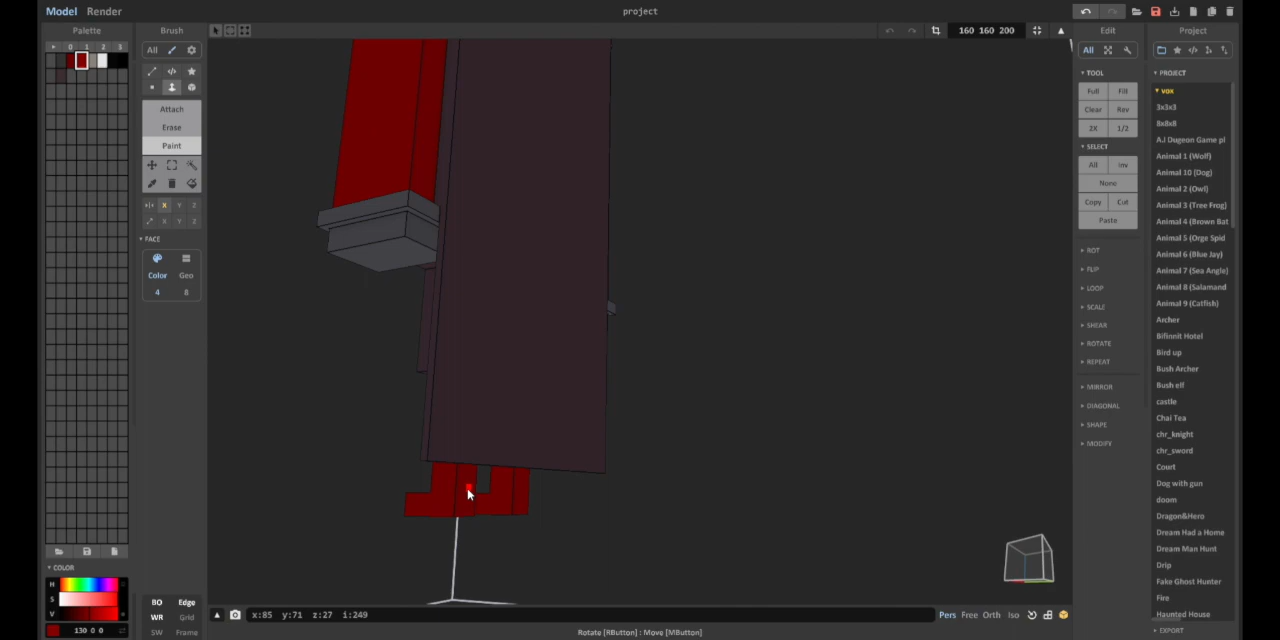 Model Render
project
160 160 200
Palette
Brush
Edit
Project
0 1 2 3
All
All
TOOL
PROJECT
Full Fill
Clear Rev
2X 1/2
SELECT
All Inv
None
Copy Cut
Paste
ROT
FLIP
LOOP
SCALE
SHEAR
ROTATE
REPEAT
MIRROR
DIAGONAL
SHAPE
MODIFY
vox
3x3x3
8x8x8
A.I Dugeon Game pl
Animal 1 (Wolf)
Animal 10 (Dog)
Animal 2 (Owl)
Animal 3 (Tree Frog)
Animal 4 (Brown Bat
Animal 5 (Orge Spid
Animal 6 (Blue Jay)
Animal 7 (Sea Angle)
Animal 8 (Salamand
Animal 9 (Catfish)
Archer
Bifinnit Hotel
Bird up
Bush Archer
Bush elf
castle
Chai Tea
chr_knight
chr_sword
Court
Dog with gun
doom
Dragon&Hero
Dream Had a Home
Dream Man Hunt
Drip
Fake Ghost Hunter
Fire
Haunted House
EXPORT
Attach
Erase
Paint
X Y Z
X Y Z
FACE
Color Geo
4 8
COLOR
H
S
V
130 0 0
BO Edge
WR Grid
SW Frame
x:85 y:71 z:27 i:249
Pers Free Orth Iso
Rotate [RButton] : Move [MButton]